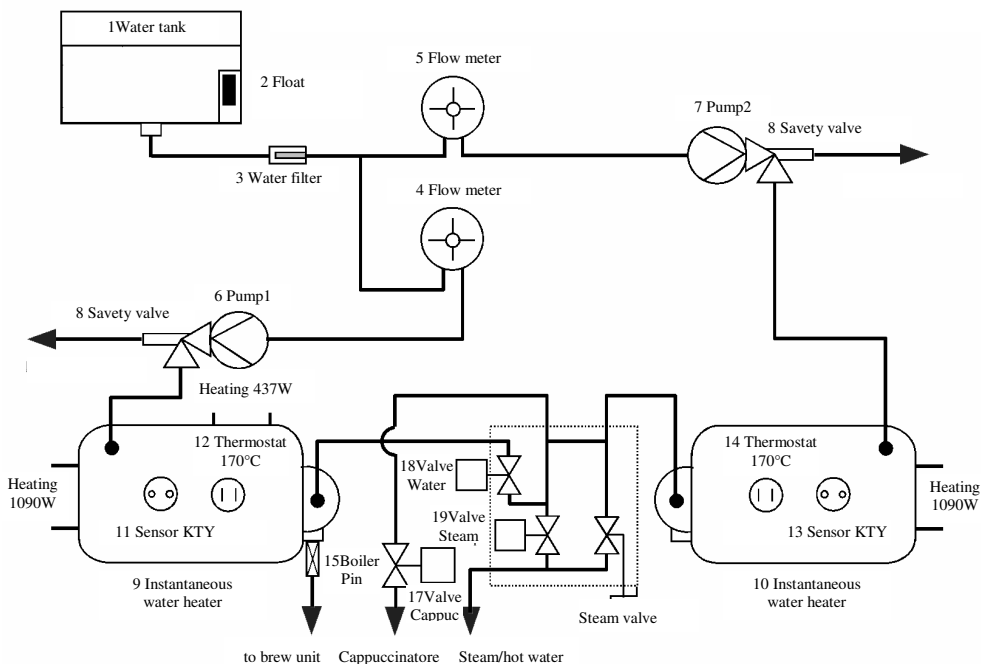 1Water tank
2 Float
3 Water filter
5 Flow meter
4 Flow meter
7 Pump2
8 Savety valve
8 Savety valve
6 Pump1
Heating 437W
Heating
1090W
12 Thermostat
170°C
11 Sensor KTY
9 Instantaneous
water heater
15Boiler
Pin
18Valve
Water
19Valve
Steam
17Valve
Cappuc
Steam valve
14 Thermostat
170°C
13 Sensor KTY
Heating
1090W
10 Instantaneous
water heater
to brew unit
Cappuccinatore
Steam/hot water